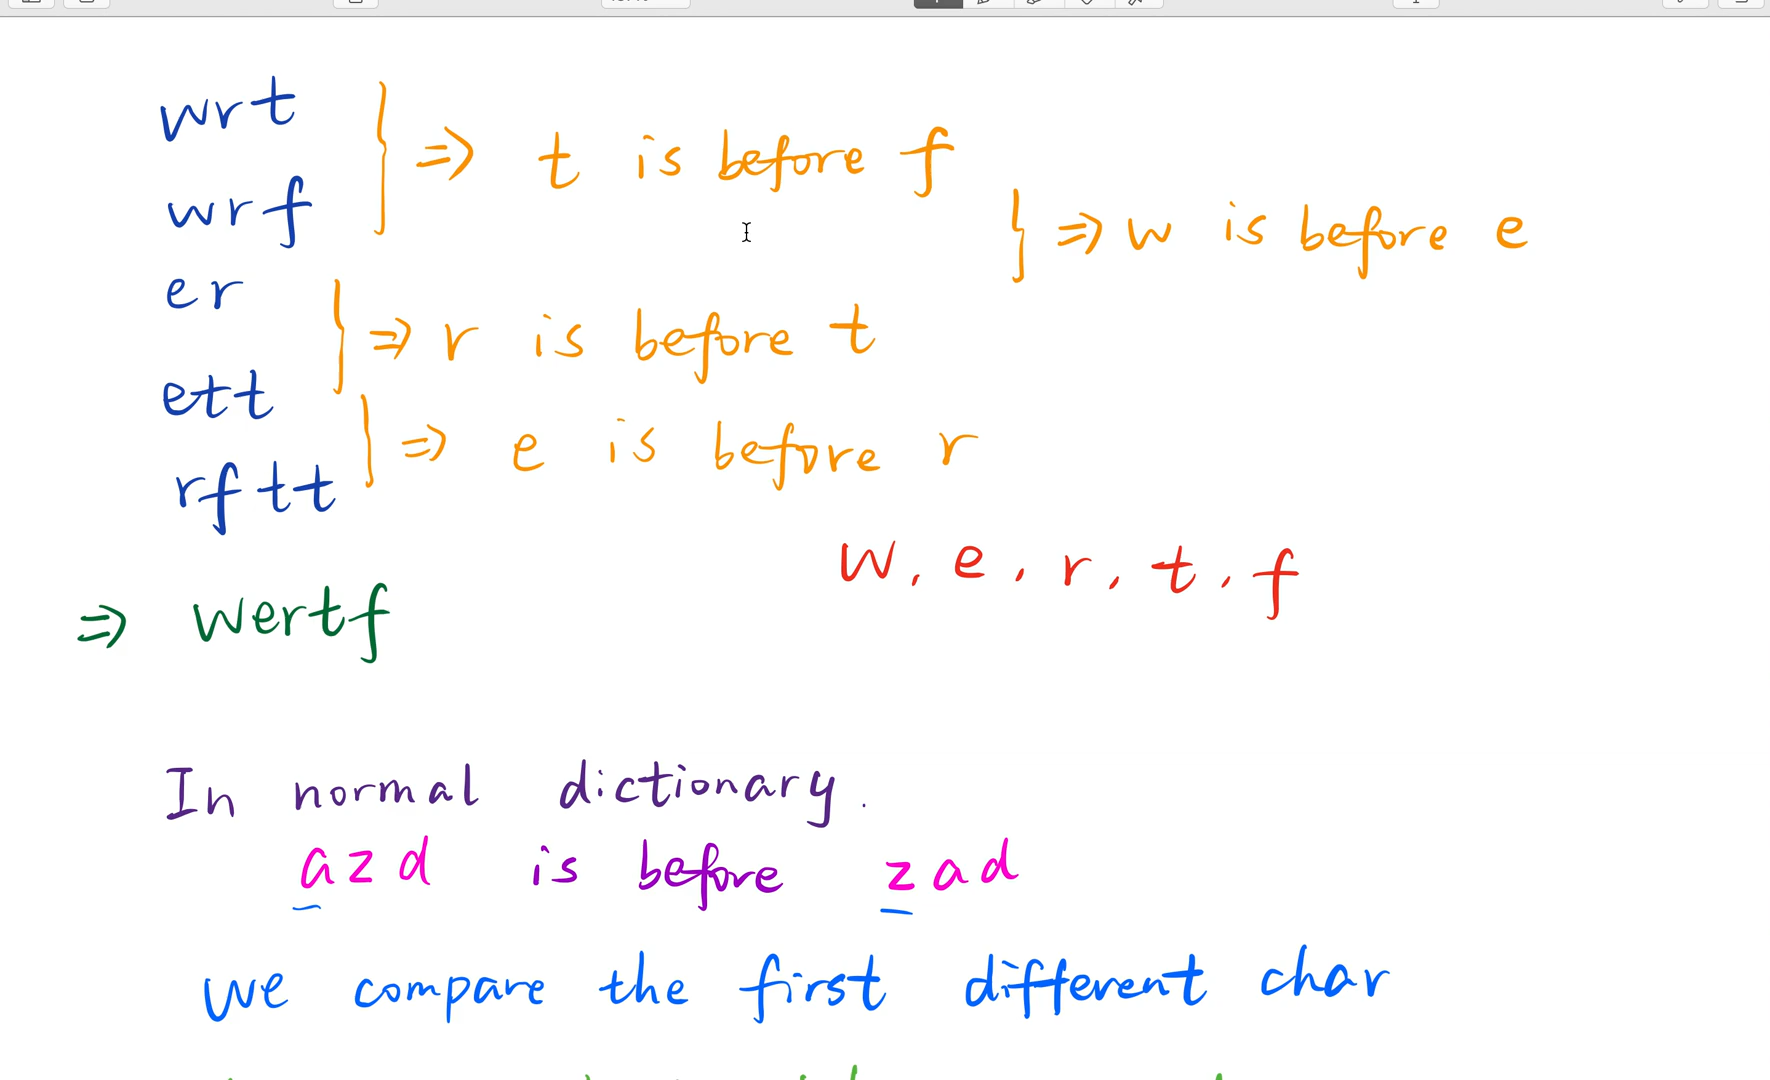 wrt
} => t is before f
wrf
} => w is before e
er
} => r is before t
ett
} => e is before r
rftt
w, e, r, t, f
=> wertf
In normal dictionary.
azd is before zad
we compare the first different char